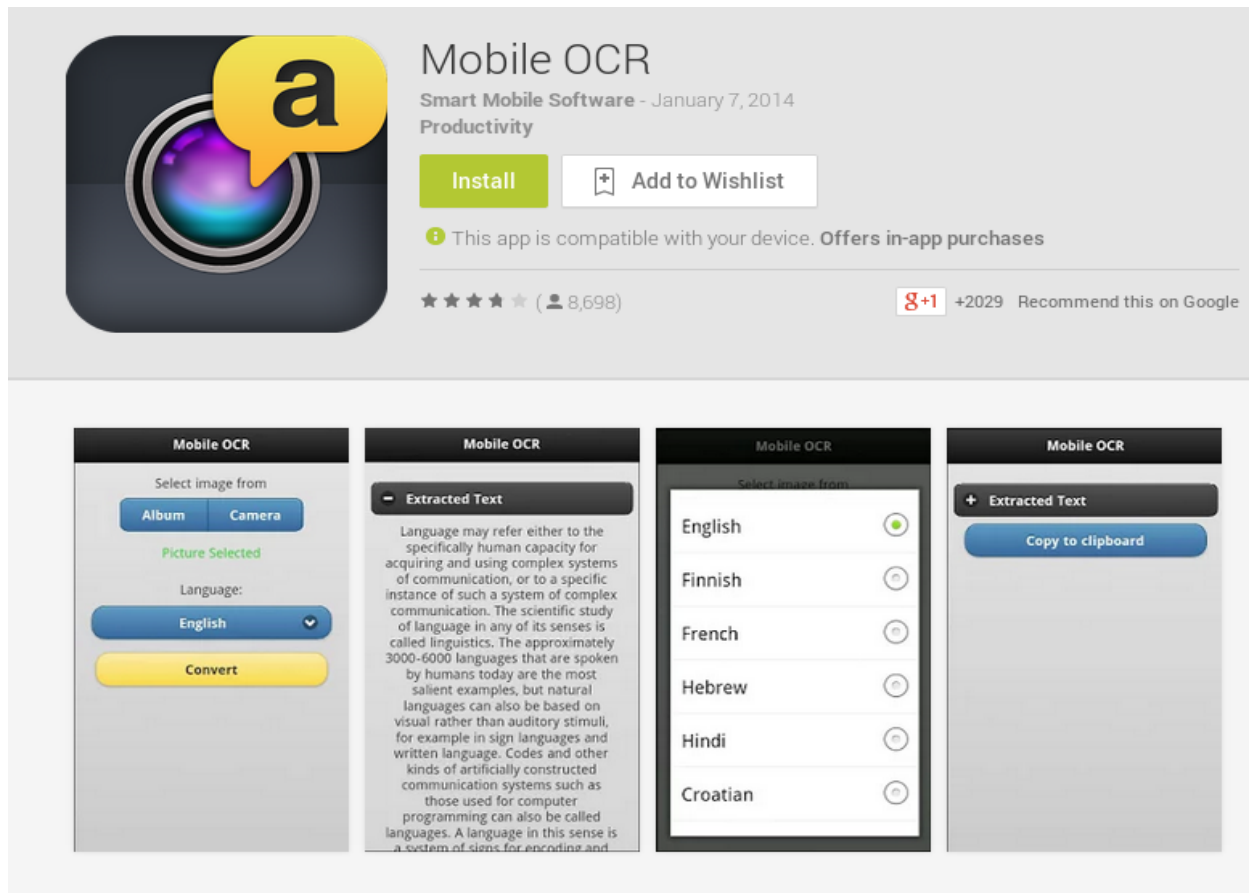 a
Mobile OCR
Smart Mobile Software - January 7, 2014
Productivity
Install
Add to Wishlist
This app is compatible with your device. Offers in-app purchases
(8,698)
g+1 +2029 Recommend this on Google
Mobile OCR
Select image from
Album Camera
Picture Selected
Language:
English
Convert
Mobile OCR
Extracted Text
Language may refer either to the
specifically human capacity for
acquiring and using complex systems
of communication, or to a specific
instance of such a system of complex
communication. The scientific study
of language in any of its senses is
called linguistics. The approximately
3000-6000 languages that are spoken
by humans today are the most
salient examples, but natural
languages can also be based on
visual rather than auditory stimuli,
for example in sign languages and
written language. Codes and other
kinds of artificially constructed
communication systems such as
those used for computer
programming can also be called
languages. A language in this sense is
a system of signs for encoding and
Mobile OCR
Select image from
English
Finnish
French
Hebrew
Hindi
Croatian
Mobile OCR
Extracted Text
Copy to clipboard